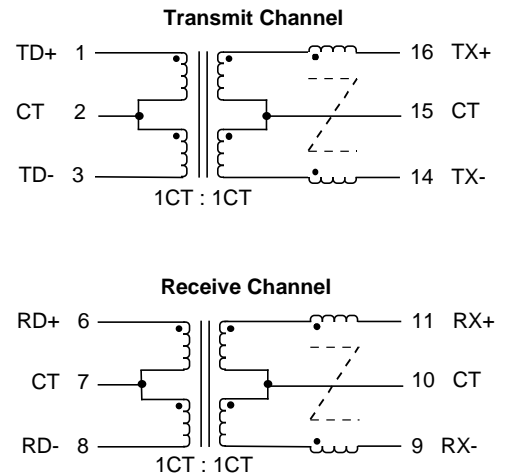 Transmit Channel
TD+ 1 16 TX+
CT 2 15 CT
TD- 3 14 TX-
1CT : 1CT
Receive Channel
RD+ 6 11 RX+
CT 7 10 CT
RD- 8 9 RX-
1CT : 1CT